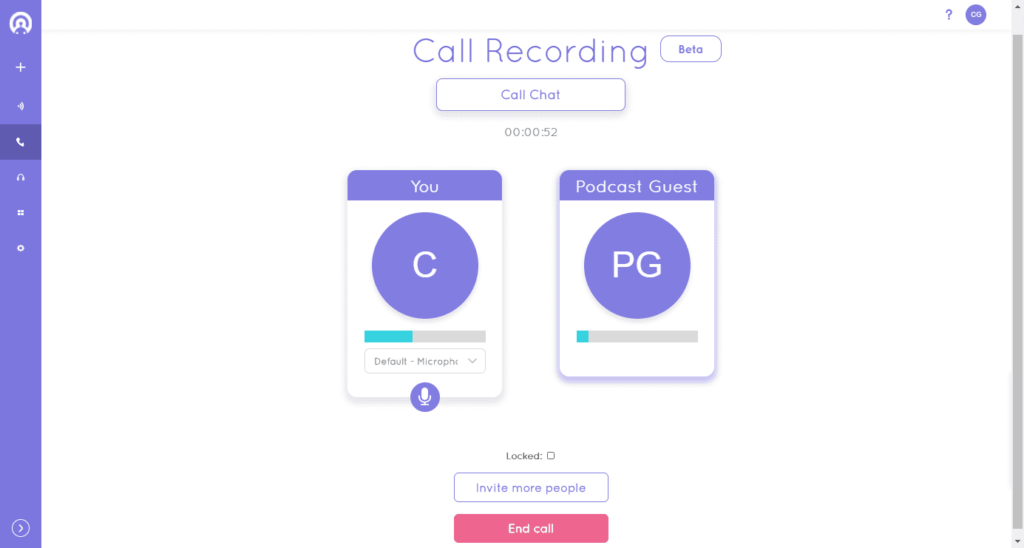 ?
CG
Call Recording
Beta
Call Chat
00:00:52
You
Podcast Guest
C
PG
Default - Micropho
Locked:
Invite more people
End call